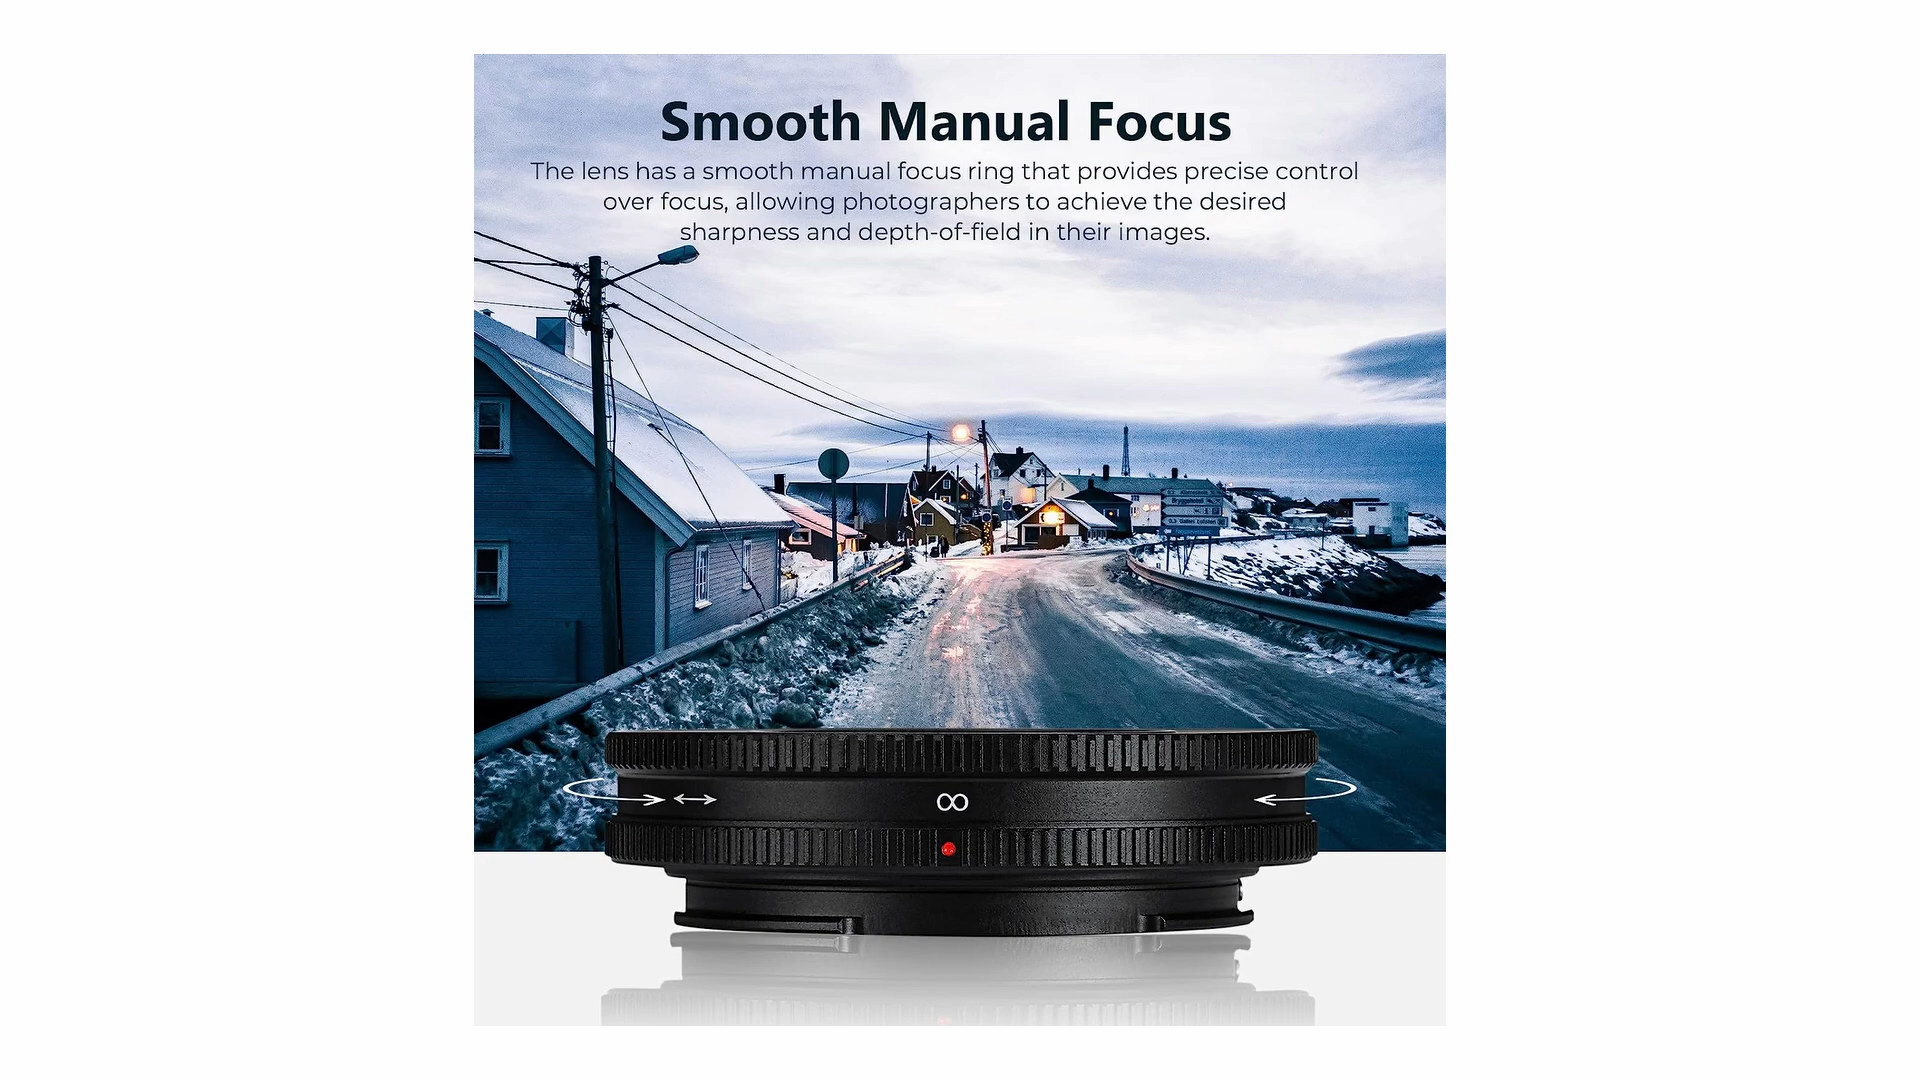 Smooth Manual Focus
The lens has a smooth manual focus ring that provides precise control
over focus, allowing photographers to achieve the desired
sharpness and depth-of-field in their images.
∞